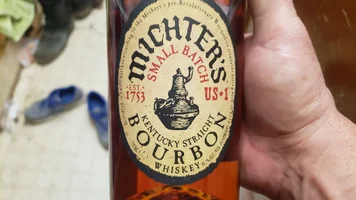 MICHTER'S
SMALL BATCH
EST. 1753
US★1
KENTUCKY STRAIGHT
BOURBON
WHISKEY